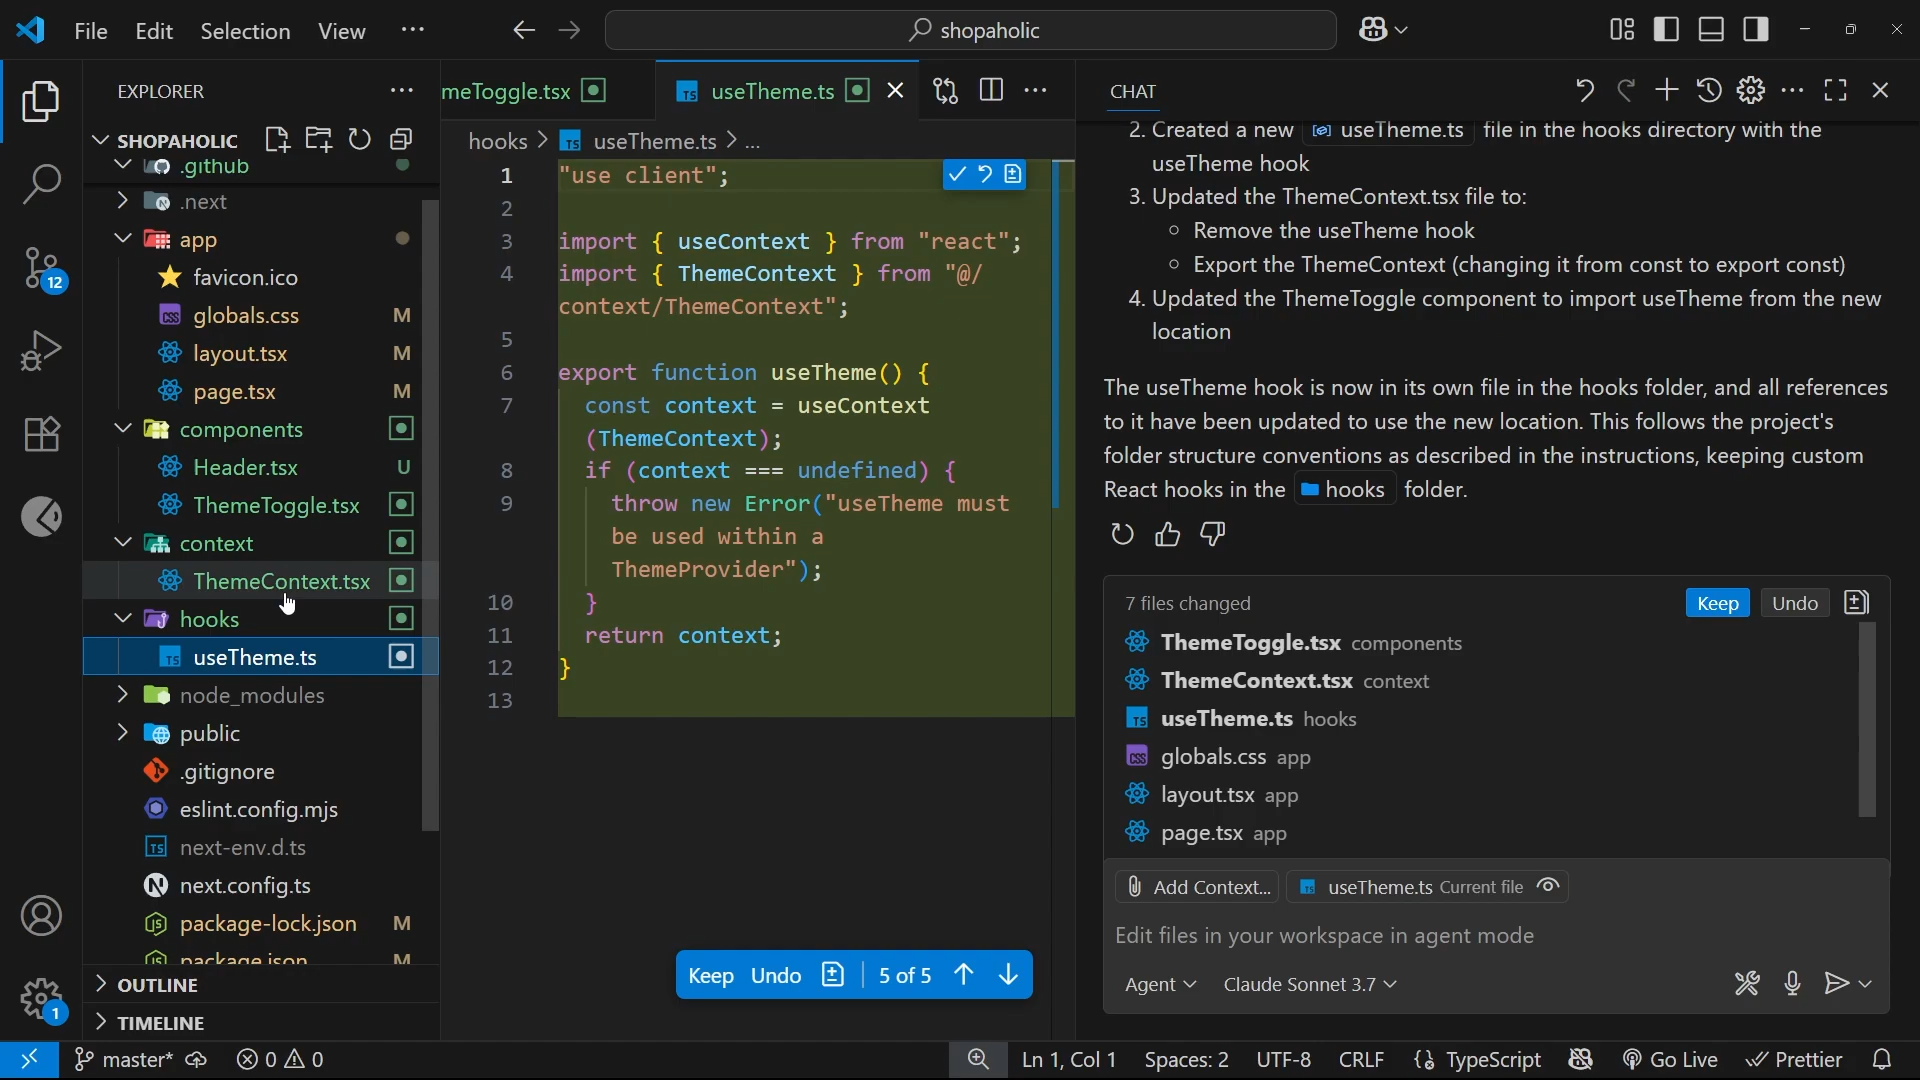 File Edit Selection View ···
shopaholic
EXPLORER
SHOPAHOLIC
.github
.next
app
favicon.ico
globals.css M
layout.tsx M
page.tsx M
components
Header.tsx U
ThemeToggle.tsx
context
ThemeContext.tsx
hooks
useTheme.ts
node_modules
public
.gitignore
eslint.config.mjs
next-env.d.ts
next.config.ts
package-lock.json M
package.json M
OUTLINE
TIMELINE
12
1
meToggle.tsx
useTheme.ts
hooks > useTheme.ts > ...
1 "use client";
2
3 import { useContext } from "react";
4 import { ThemeContext } from "@/
context/ThemeContext";
5
6 export function useTheme() {
7 const context = useContext
(ThemeContext);
8 if (context === undefined) {
9 throw new Error("useTheme must
be used within a
ThemeProvider");
10 }
11 return context;
12 }
13
Keep Undo 5 of 5
CHAT
2. Created a new useTheme.ts file in the hooks directory with the
useTheme hook
3. Updated the ThemeContext.tsx file to:
Remove the useTheme hook
Export the ThemeContext (changing it from const to export const)
4. Updated the ThemeToggle component to import useTheme from the new
location
The useTheme hook is now in its own file in the hooks folder, and all references
to it have been updated to use the new location. This follows the project's
folder structure conventions as described in the instructions, keeping custom
React hooks in the hooks folder.
7 files changed Keep Undo
ThemeToggle.tsx components
ThemeContext.tsx context
useTheme.ts hooks
globals.css app
layout.tsx app
page.tsx app
Add Context... useTheme.ts Current file
Edit files in your workspace in agent mode
Agent Claude Sonnet 3.7
master* 0 0 Ln 1, Col 1 Spaces: 2 UTF-8 CRLF TypeScript Go Live Prettier